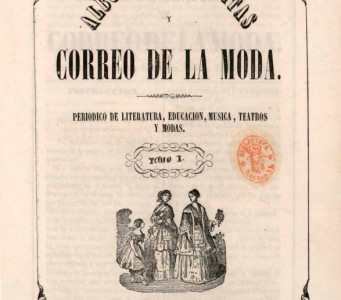 Y
CORREO DE LA MODA.
PERIODICO DE LITERATURA, EDUCACION, MUSICA, TEATROS
Y MODAS.
TOMO I.